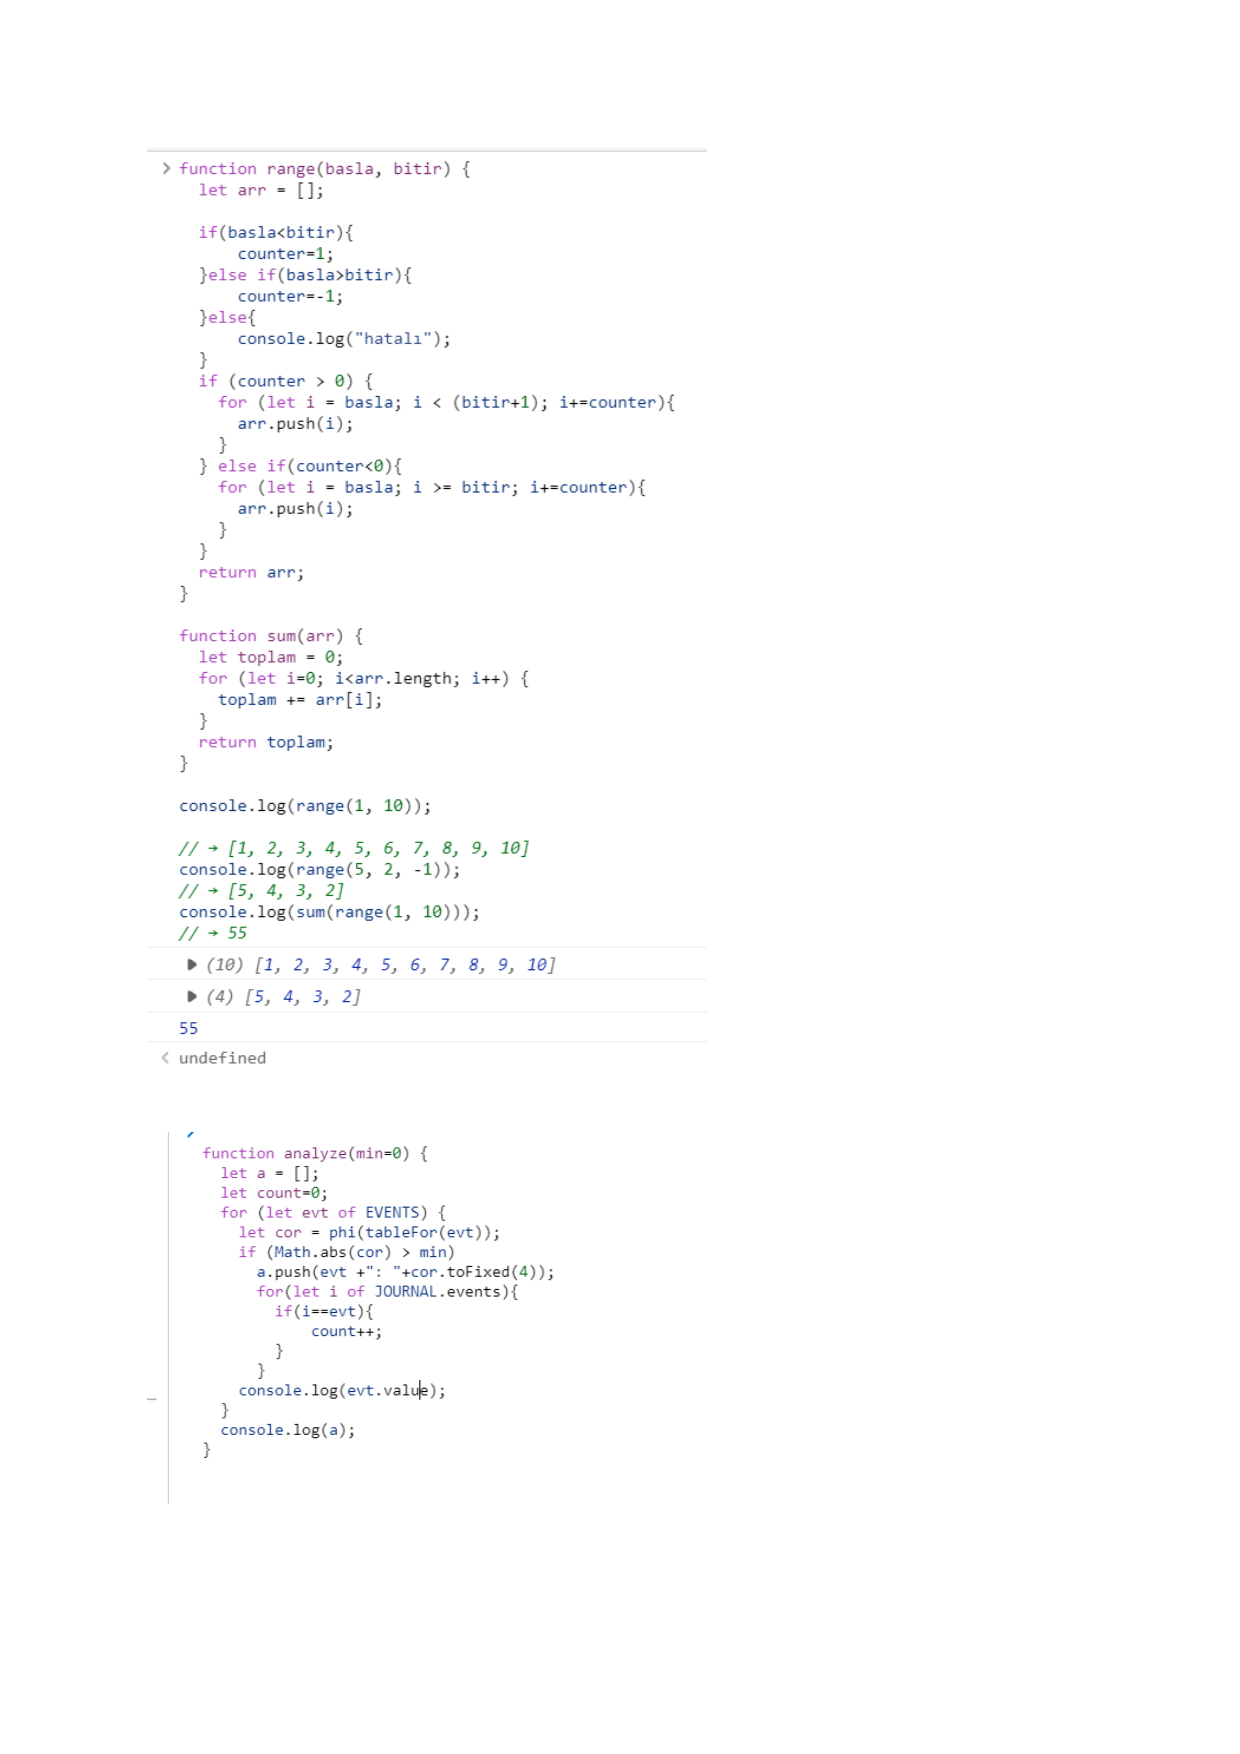 > function range(basla, bitir) {
let arr = [];
if(basla<bitir){
counter=1;
}else if(basla>bitir){
counter=-1;
}else{
console.log("hatalı");
}
if (counter > 0) {
for (let i = basla; i < (bitir+1); i+=counter){
arr.push(i);
}
} else if(counter<0){
for (let i = basla; i >= bitir; i+=counter){
arr.push(i);
}
}
return arr;
}
function sum(arr) {
let toplam = 0;
for (let i=0; i<arr.length; i++) {
toplam += arr[i];
}
return toplam;
}
console.log(range(1, 10));
// → [1, 2, 3, 4, 5, 6, 7, 8, 9, 10]
console.log(range(5, 2, -1));
// → [5, 4, 3, 2]
console.log(sum(range(1, 10)));
// → 55
▶ (10) [1, 2, 3, 4, 5, 6, 7, 8, 9, 10]
▶ (4) [5, 4, 3, 2]
55
< undefined
function analyze(min=0) {
let a = [];
let count=0;
for (let evt of EVENTS) {
let cor = phi(tableFor(evt));
if (Math.abs(cor) > min)
a.push(evt +": "+cor.toFixed(4));
for(let i of JOURNAL.events){
if(i==evt){
count++;
}
}
console.log(evt.value);
}
console.log(a);
}